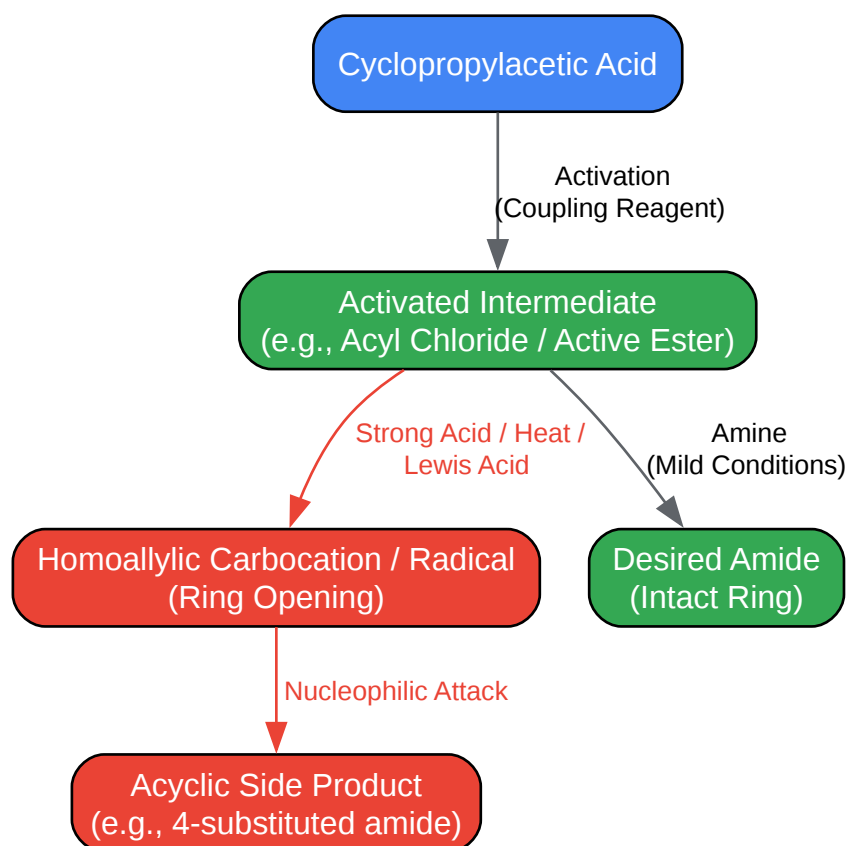 Cyclopropylacetic Acid
Activation
(Coupling Reagent)
Activated Intermediate
(e.g., Acyl Chloride / Active Ester)
Strong Acid / Heat /
Lewis Acid
Amine
(Mild Conditions)
Homoallylic Carbocation / Radical
(Ring Opening)
Desired Amide
(Intact Ring)
Nucleophilic Attack
Acyclic Side Product
(e.g., 4-substituted amide)